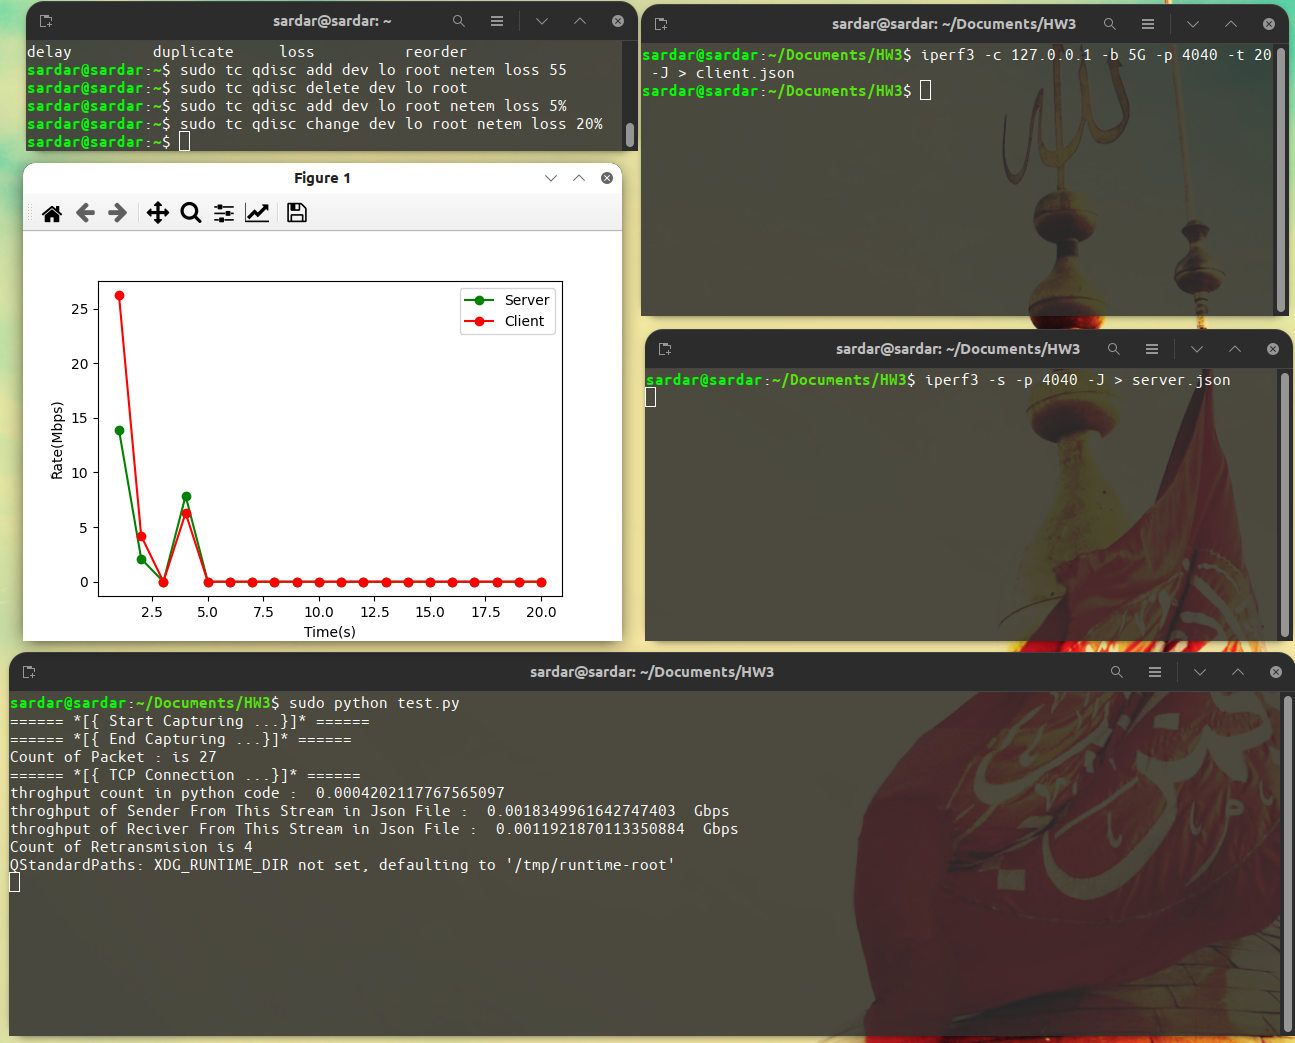 sardar@sardar: ~
delay duplicate loss reorder
sardar@sardar:~$ sudo tc qdisc add dev lo root netem loss 55
sardar@sardar:~$ sudo tc qdisc delete dev lo root
sardar@sardar:~$ sudo tc qdisc add dev lo root netem loss 5%
sardar@sardar:~$ sudo tc qdisc change dev lo root netem loss 20%
sardar@sardar:~$
sardar@sardar: ~/Documents/HW3
sardar@sardar:~/Documents/HW3$ iperf3 -c 127.0.0.1 -b 5G -p 4040 -t 20
-J > client.json
sardar@sardar:~/Documents/HW3$
Figure 1
Server
Client
25
20
15
10
5
0
Rate(Mbps)
2.5 5.0 7.5 10.0 12.5 15.0 17.5 20.0
Time(s)
sardar@sardar: ~/Documents/HW3
sardar@sardar:~/Documents/HW3$ iperf3 -s -p 4040 -J > server.json
sardar@sardar: ~/Documents/HW3
sardar@sardar:~/Documents/HW3$ sudo python test.py
====== *[{ Start Capturing ...}]* ======
====== *[{ End Capturing ...}]* ======
Count of Packet : is 27
====== *[{ TCP Connection ...}]* ======
throghput count in python code :  0.0004202117767565097
throghput of Sender From This Stream in Json File :  0.0018349961642747403  Gbps
throghput of Reciver From This Stream in Json File :  0.0011921870113350884  Gbps
Count of Retransmision is 4
QStandardPaths: XDG_RUNTIME_DIR not set, defaulting to '/tmp/runtime-root'